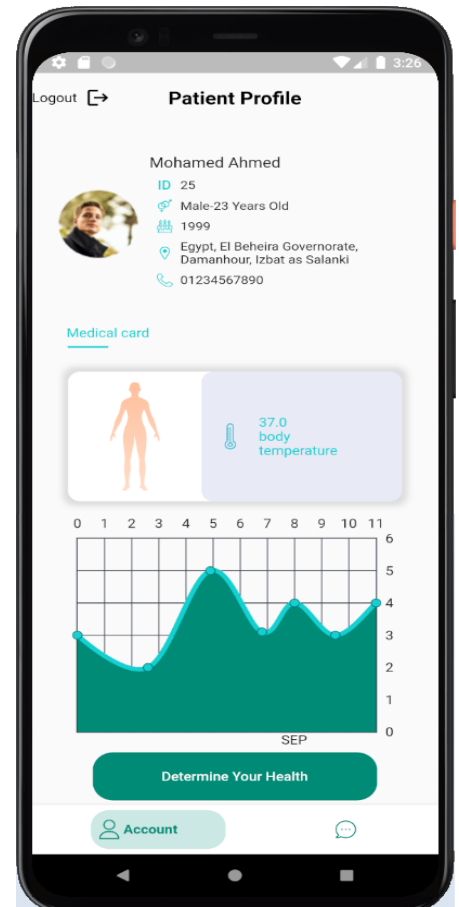 3:26
Logout
Patient Profile
Mohamed Ahmed
ID 25
Male-23 Years Old
1999
Egypt, El Beheira Governorate,
Damanhour, Izbat as Salanki
01234567890
Medical card
37.0
body
temperature
0 1 2 3 4 5 6 7 8 9 10 11
6
5
4
3
2
1
0
SEP
Determine Your Health
Account